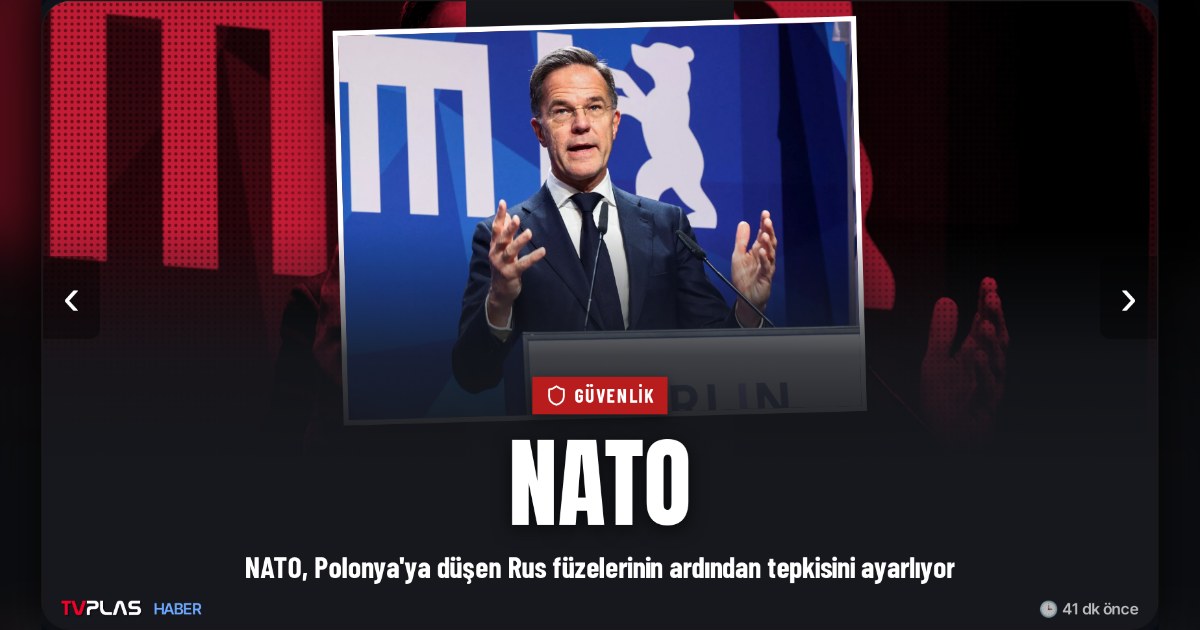 GÜVENLİK
NATO
NATO, Polonya'ya düşen Rus füzelerinin ardından tepkisini ayarlıyor
TVPLAS HABER
41 dk önce